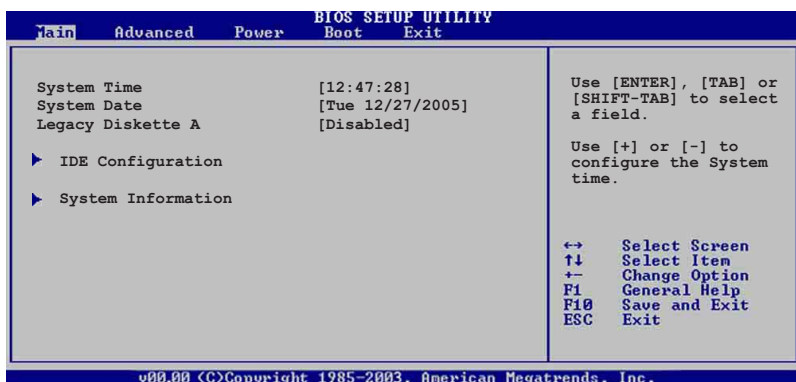 BIOS SETUP UTILITY
Main Advanced Power Boot Exit
System Time [12:47:28]
System Date [Tue 12/27/2005]
Legacy Diskette A [Disabled]
IDE Configuration
System Information
Use [ENTER], [TAB] or
[SHIFT-TAB] to select
a field.
Use [+] or [-] to
configure the System
time.
↔ Select Screen
↑↓ Select Item
+- Change Option
F1 General Help
F10 Save and Exit
ESC Exit
v00.00 (C)Copyright 1985-2003, American Megatrends, Inc.